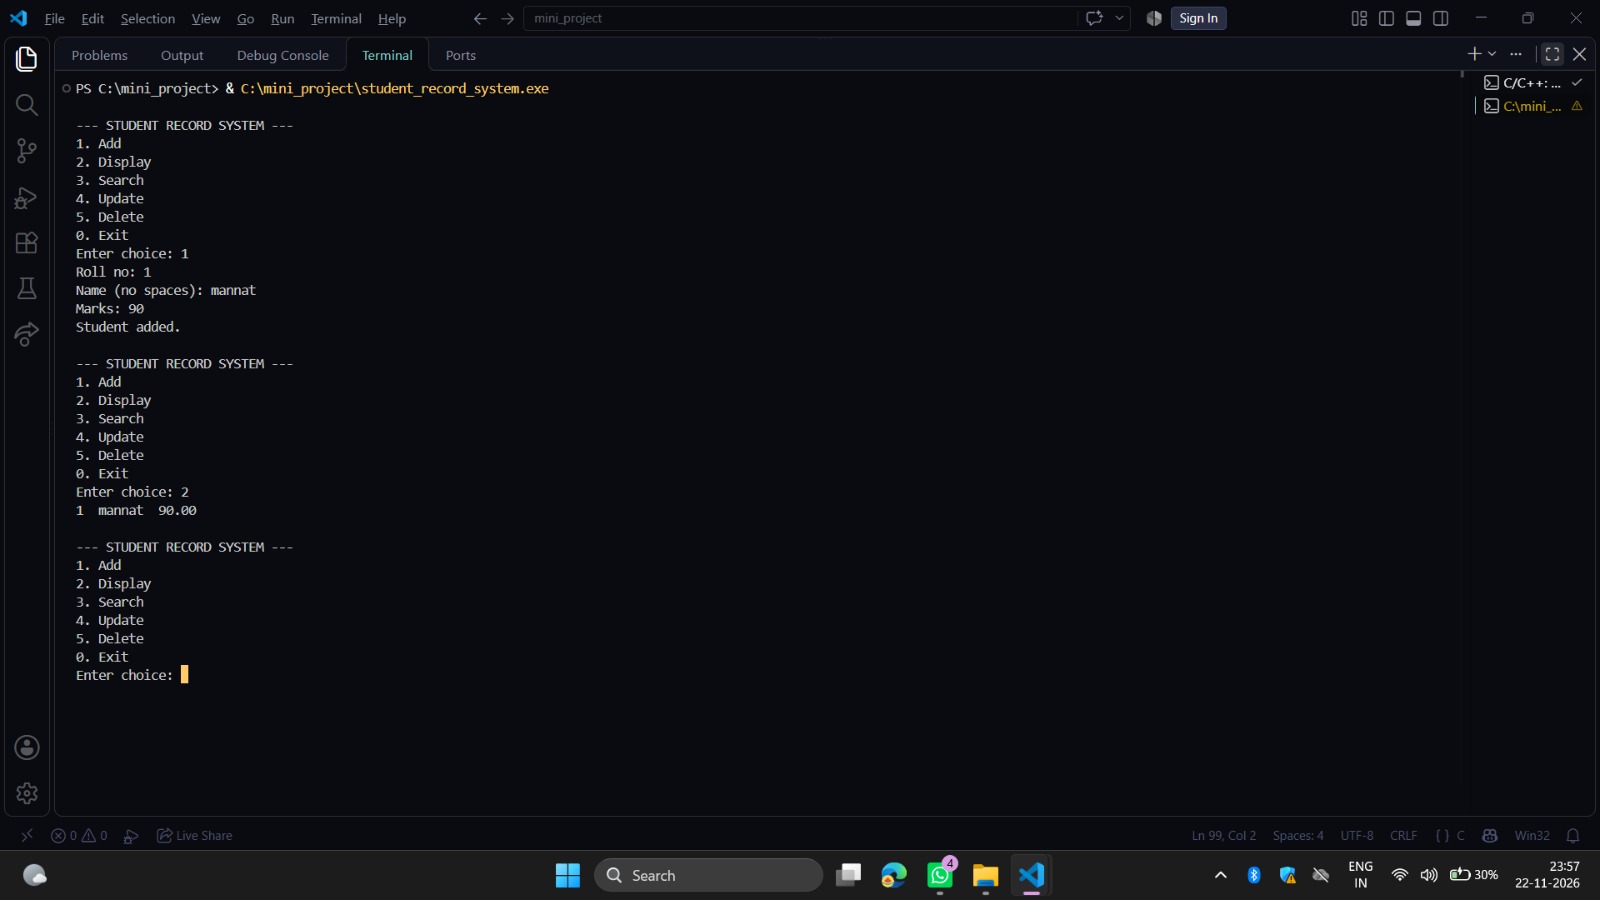 File Edit Selection View Go Run Terminal Help
mini_project
Sign In
Problems Output Debug Console Terminal Ports
PS C:\mini_project> & C:\mini_project\student_record_system.exe
C/C++: ...
C:\mini_...
--- STUDENT RECORD SYSTEM ---
1. Add
2. Display
3. Search
4. Update
5. Delete
0. Exit
Enter choice: 1
Roll no: 1
Name (no spaces): mannat
Marks: 90
Student added.
--- STUDENT RECORD SYSTEM ---
1. Add
2. Display
3. Search
4. Update
5. Delete
0. Exit
Enter choice: 2
1  mannat  90.00
--- STUDENT RECORD SYSTEM ---
1. Add
2. Display
3. Search
4. Update
5. Delete
0. Exit
Enter choice:
0 0 Live Share Ln 99, Col 2 Spaces: 4 UTF-8 CRLF { } C Win32
Search
4
ENG
IN
30%
23:57
22-11-2026